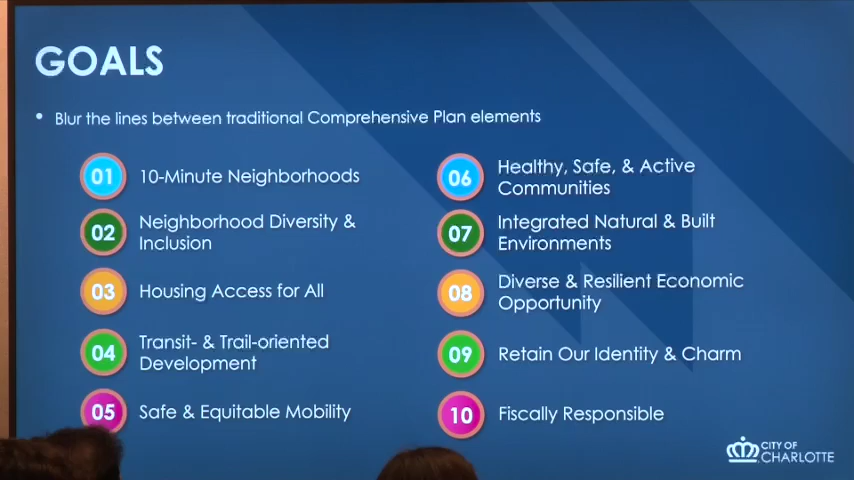 GOALS
• Blur the lines between traditional Comprehensive Plan elements
01 10-Minute Neighborhoods
02 Neighborhood Diversity &
Inclusion
03 Housing Access for All
04 Transit- & Trail-oriented
Development
05 Safe & Equitable Mobility
06 Healthy, Safe, & Active
Communities
07 Integrated Natural & Built
Environments
08 Diverse & Resilient Economic
Opportunity
09 Retain Our Identity & Charm
10 Fiscally Responsible
CITY OF
CHARLOTTE